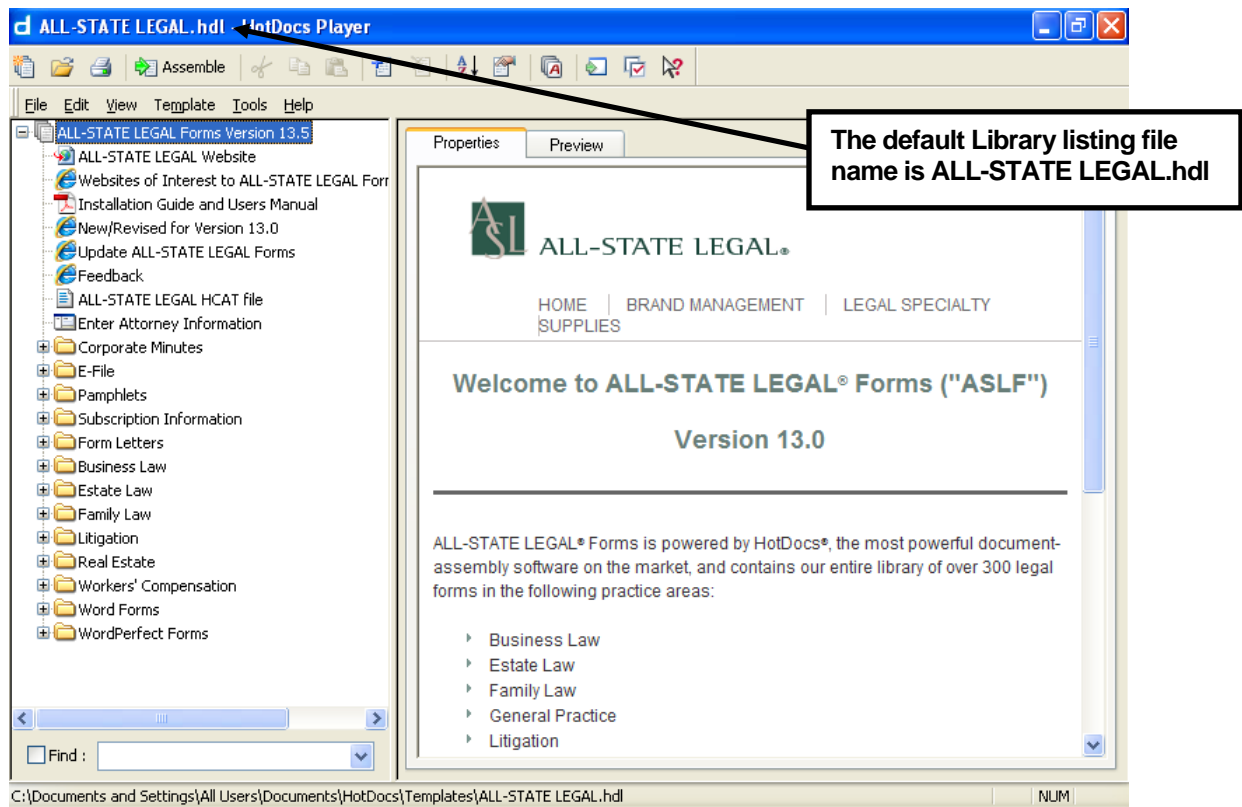 ALL-STATE LEGAL.hdl - HotDocs Player
Assemble
File Edit View Template Tools Help
ALL-STATE LEGAL Forms Version 13.5
ALL-STATE LEGAL Website
Websites of Interest to ALL-STATE LEGAL Forr
Installation Guide and Users Manual
New/Revised for Version 13.0
Update ALL-STATE LEGAL Forms
Feedback
ALL-STATE LEGAL HCAT file
Enter Attorney Information
Corporate Minutes
E-File
Pamphlets
Subscription Information
Form Letters
Business Law
Estate Law
Family Law
Litigation
Real Estate
Workers' Compensation
Word Forms
WordPerfect Forms
Find :
Properties Preview
The default Library listing file
name is ALL-STATE LEGAL.hdl
ASL
ALL-STATE LEGAL®
HOME | BRAND MANAGEMENT | LEGAL SPECIALTY
SUPPLIES
Welcome to ALL-STATE LEGAL® Forms ("ASLF")
Version 13.0
ALL-STATE LEGAL® Forms is powered by HotDocs®, the most powerful document-
assembly software on the market, and contains our entire library of over 300 legal
forms in the following practice areas:
Business Law
Estate Law
Family Law
General Practice
Litigation
C:\Documents and Settings\All Users\Documents\HotDocs\Templates\ALL-STATE LEGAL.hdl
NUM